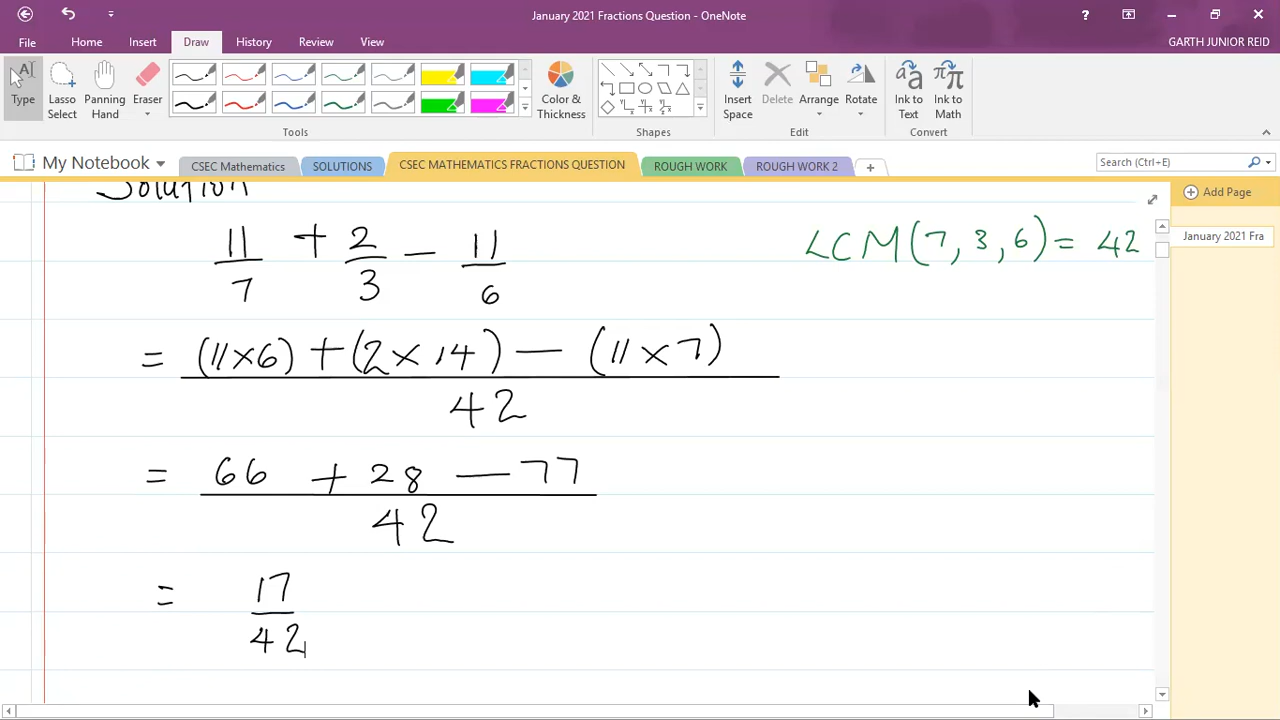 January 2021 Fractions Question - OneNote
File Home Insert Draw History Review View GARTH JUNIOR REID
Type Lasso Select Panning Hand Eraser Color & Thickness Insert Space Delete Arrange Rotate Ink to Text Ink to Math
Tools Shapes Edit Convert
My Notebook CSEC Mathematics SOLUTIONS CSEC MATHEMATICS FRACTIONS QUESTION ROUGH WORK ROUGH WORK 2 Search (Ctrl+E)
Add Page
January 2021 Fra
Solution
11/7 + 2/3 - 11/6
LCM(7, 3, 6) = 42
= (11×6) + (2×14) - (11×7)
42
= 66 + 28 - 77
42
= 17
42